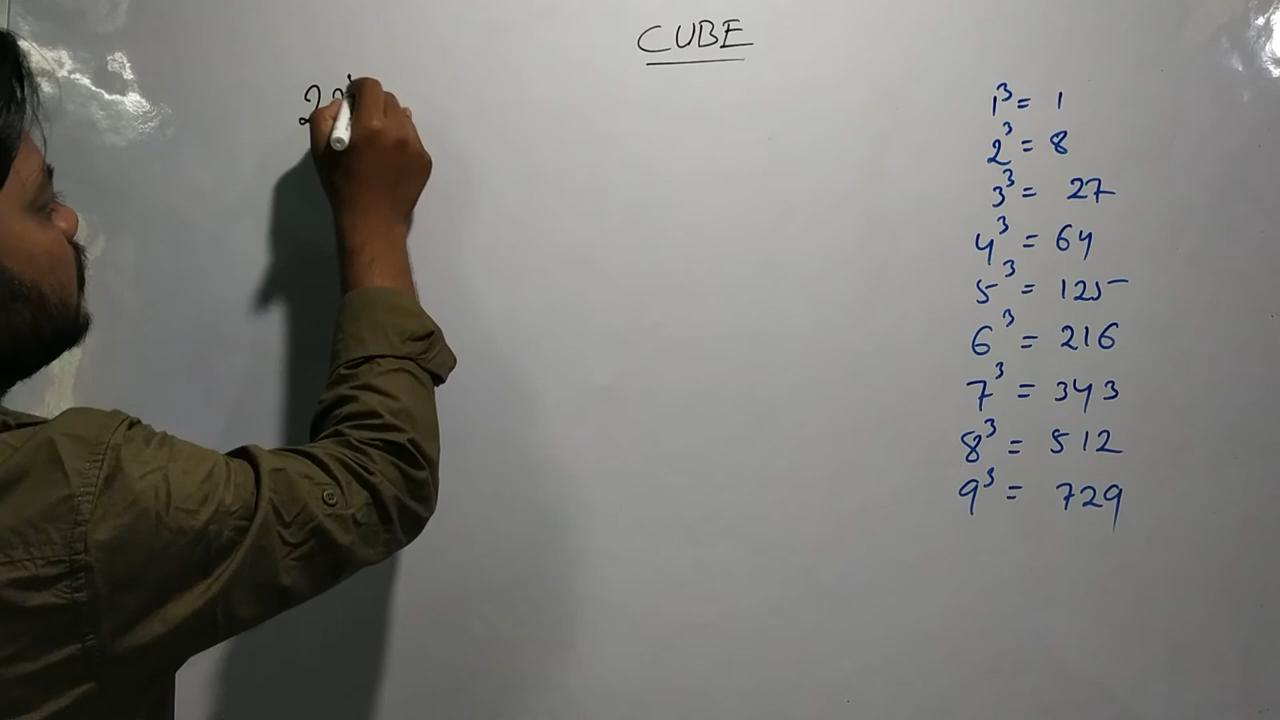 CUBE
2
1³ = 1
2³ = 8
3³ = 27
4³ = 64
5³ = 125
6³ = 216
7³ = 343
8³ = 512
9³ = 729